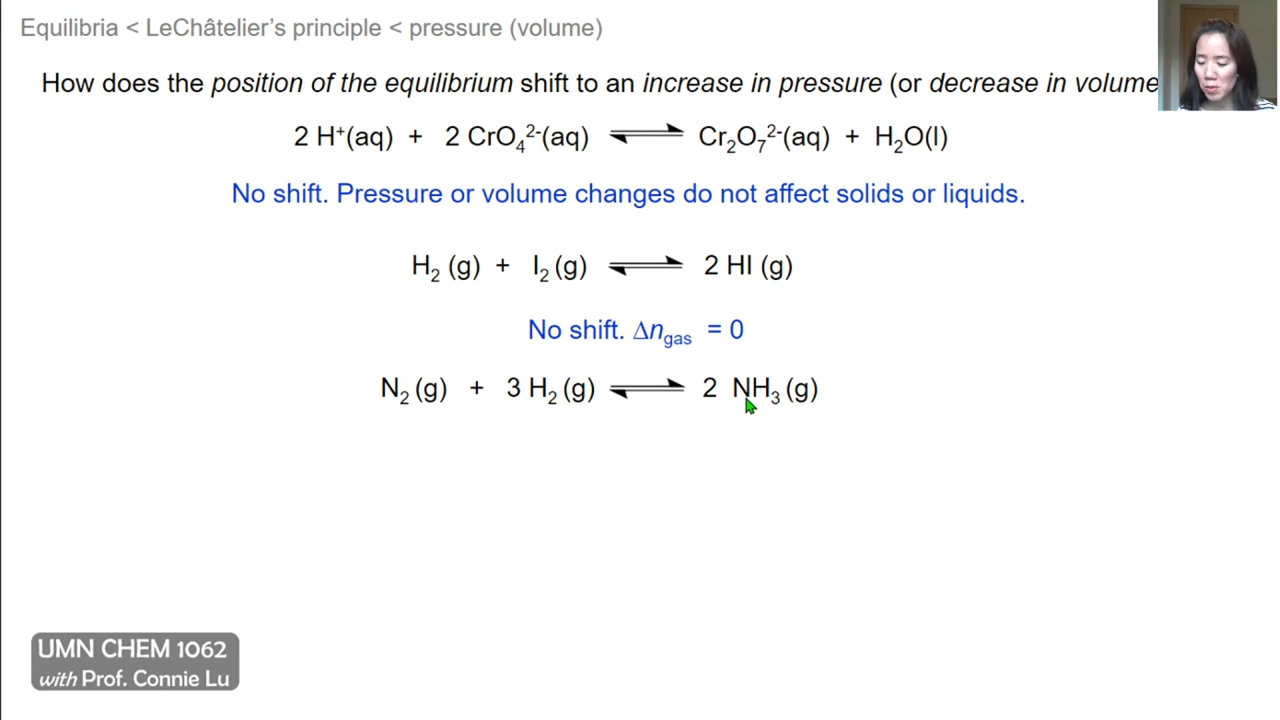 Equilibria < LeChâtelier's principle < pressure (volume)
How does the position of the equilibrium shift to an increase in pressure (or decrease in volume
2 H⁺(aq) + 2 CrO₄²⁻(aq) ⇌ Cr₂O₇²⁻(aq) + H₂O(l)
No shift. Pressure or volume changes do not affect solids or liquids.
H₂ (g) + I₂ (g) ⇌ 2 HI (g)
No shift. Δn_gas = 0
N₂ (g) + 3 H₂ (g) ⇌ 2 NH₃ (g)
UMN CHEM 1062
with Prof. Connie Lu